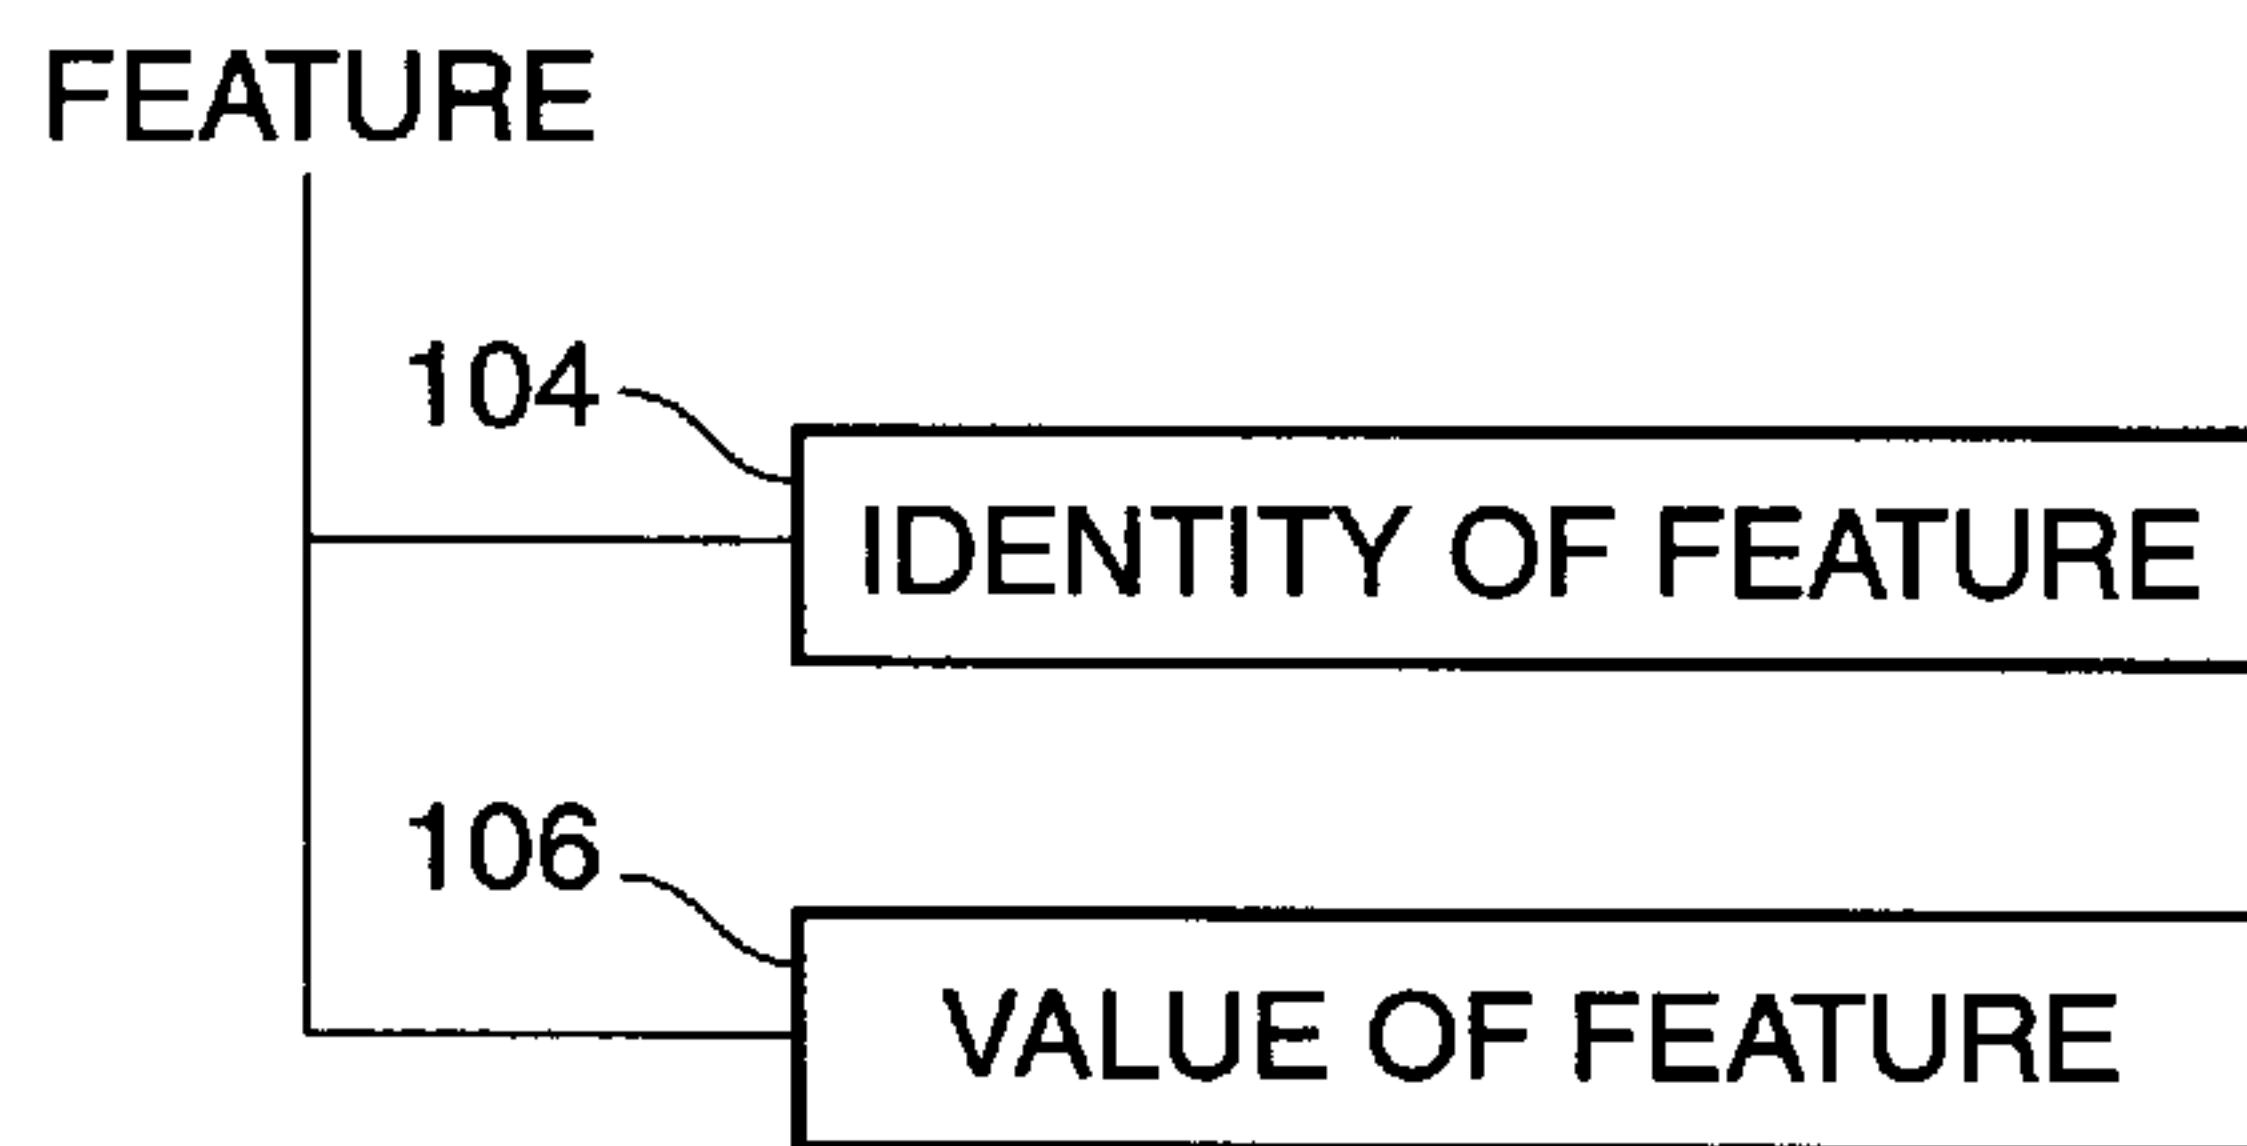 FEATURE
104
IDENTITY OF FEATURE
106
VALUE OF FEATURE